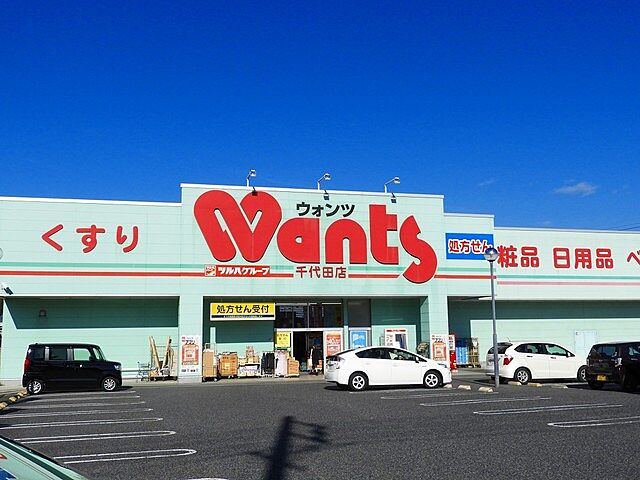 くすり
ウォンツ
Wants
ツルハグループ
千代田店
処方せん
粧品 日用品 ベ
処方せん受付